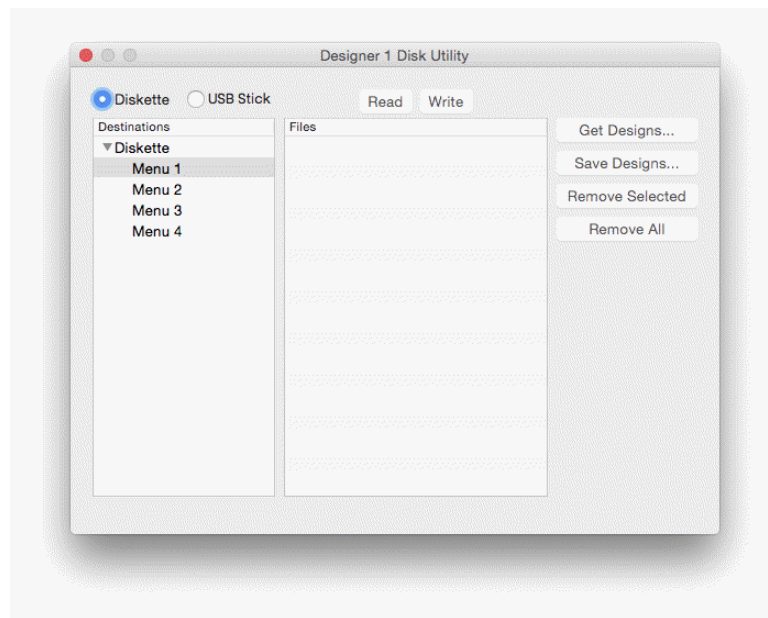 Designer 1 Disk Utility
Diskette USB Stick Read Write
Destinations
Diskette
Menu 1
Menu 2
Menu 3
Menu 4
Files
Get Designs...
Save Designs...
Remove Selected
Remove All